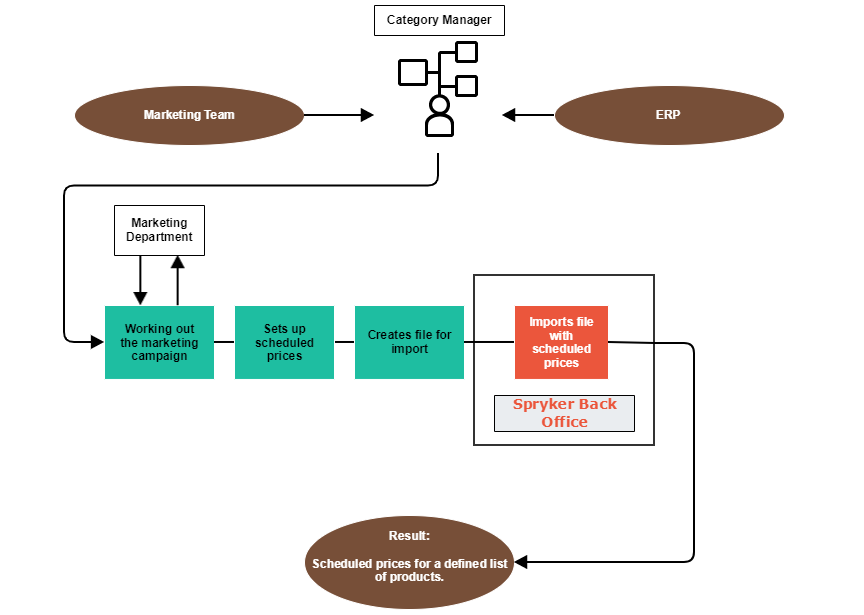 Category Manager
Marketing Team
ERP
Marketing
Department
Working out
the marketing
campaign
Sets up
scheduled
prices
Creates file for
import
Imports file
with
scheduled
prices
Spryker Back
Office
Result:
Scheduled prices for a defined list
of products.